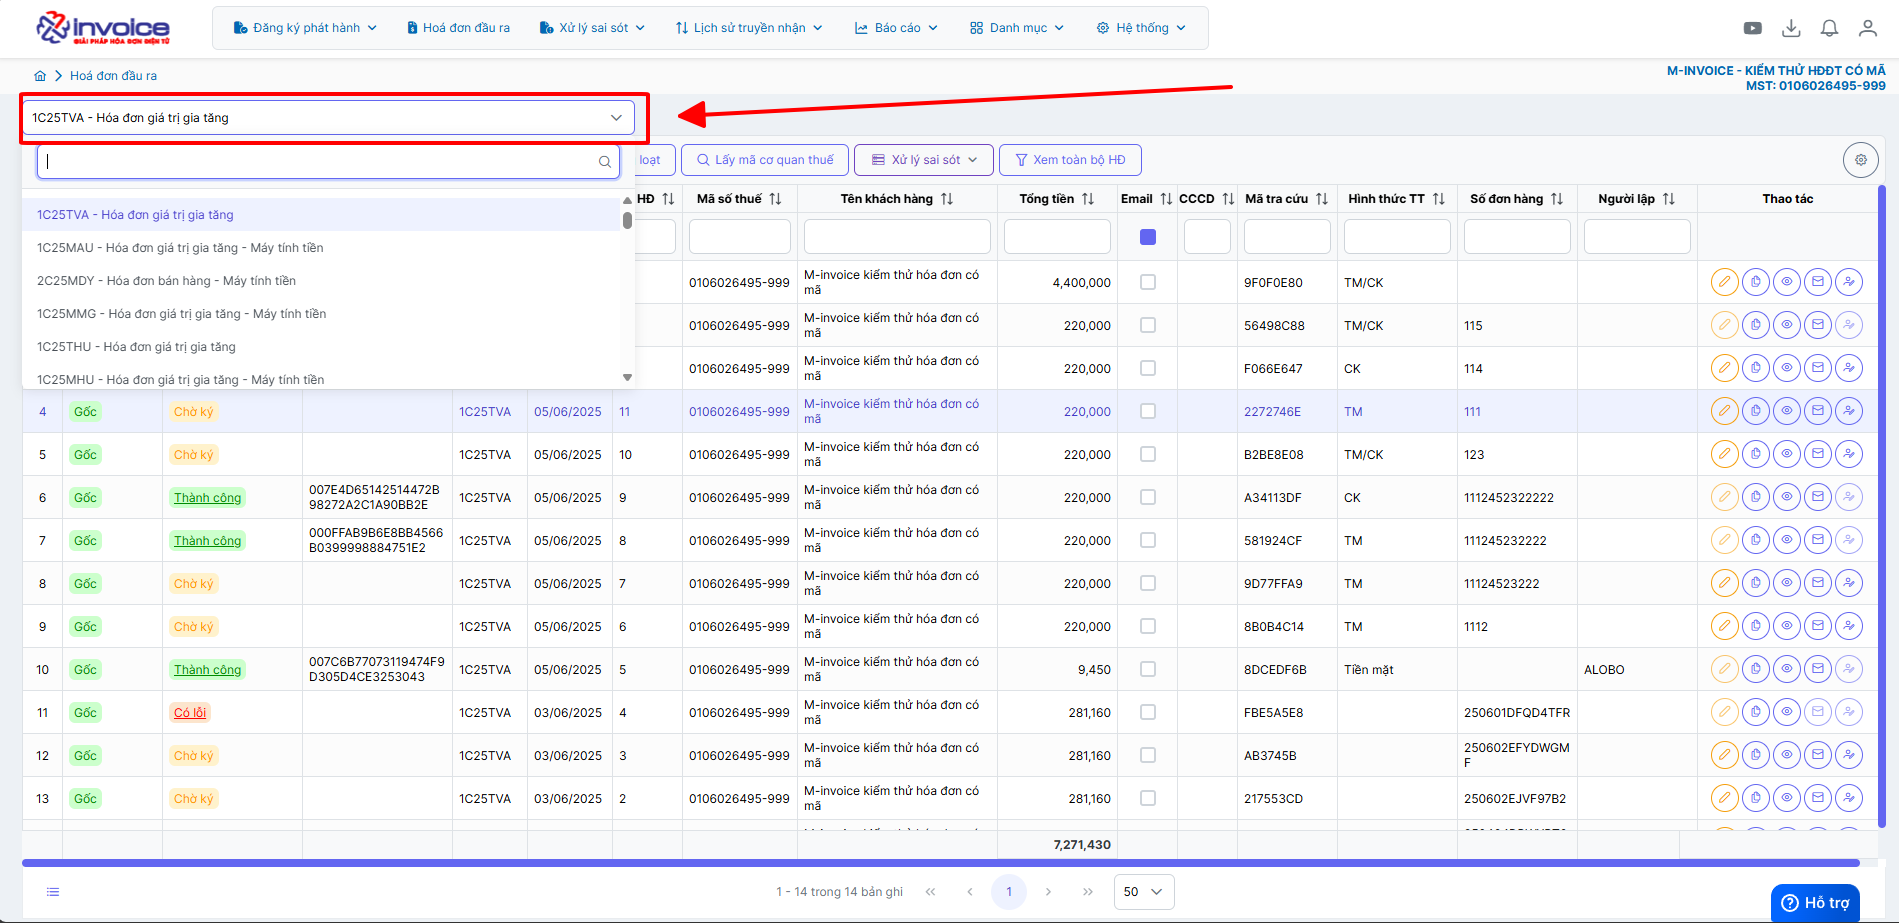 invoice
GIẢI PHÁP HÓA ĐƠN ĐIỆN TỬ
Đăng ký phát hành
Hoá đơn đầu ra
Xử lý sai sót
Lịch sử truyền nhận
Báo cáo
Danh mục
Hệ thống
Hoá đơn đầu ra
M-INVOICE - KIỂM THỬ HĐĐT CÓ MÃ
MST: 0106026495-999
1C25TVA - Hóa đơn giá trị gia tăng
loạt
Lấy mã cơ quan thuế
Xử lý sai sót
Xem toàn bộ HĐ
1C25TVA - Hóa đơn giá trị gia tăng
1C25MAU - Hóa đơn giá trị gia tăng - Máy tính tiền
2C25MDY - Hóa đơn bán hàng - Máy tính tiền
1C25MMG - Hóa đơn giá trị gia tăng - Máy tính tiền
1C25THU - Hóa đơn giá trị gia tăng
1C25MHU - Hóa đơn giá trị gia tăng - Máy tính tiền
HĐ Mã số thuế Tên khách hàng Tổng tiền Email CCCD Mã tra cứu Hình thức TT Số đơn hàng Người lập Thao tác
0106026495-999 M-invoice kiểm thử hóa đơn có mã 4,400,000 9F0F0E80 TM/CK
0106026495-999 M-invoice kiểm thử hóa đơn có mã 220,000 56498C88 TM/CK 115
0106026495-999 M-invoice kiểm thử hóa đơn có mã 220,000 F066E647 CK 114
4 Gốc Chờ ký 1C25TVA 05/06/2025 11 0106026495-999 M-invoice kiểm thử hóa đơn có mã 220,000 2272746E TM 111
5 Gốc Chờ ký 1C25TVA 05/06/2025 10 0106026495-999 M-invoice kiểm thử hóa đơn có mã 220,000 B2BE8E08 TM/CK 123
6 Gốc Thành công 007E4D65142514472B98272A2C1A90BB2E 1C25TVA 05/06/2025 9 0106026495-999 M-invoice kiểm thử hóa đơn có mã 220,000 A34113DF CK 1112452322222
7 Gốc Thành công 000FFAB9B6E8BB4566B0399998884751E2 1C25TVA 05/06/2025 8 0106026495-999 M-invoice kiểm thử hóa đơn có mã 220,000 581924CF TM 111245232222
8 Gốc Chờ ký 1C25TVA 05/06/2025 7 0106026495-999 M-invoice kiểm thử hóa đơn có mã 220,000 9D77FFA9 TM 11124523222
9 Gốc Chờ ký 1C25TVA 05/06/2025 6 0106026495-999 M-invoice kiểm thử hóa đơn có mã 220,000 8B0B4C14 TM 1112
10 Gốc Thành công 007C6B77073119474F9D305D4CE3253043 1C25TVA 05/06/2025 5 0106026495-999 M-invoice kiểm thử hóa đơn có mã 9,450 8DCEDF6B Tiền mặt ALOBO
11 Gốc Có lỗi 1C25TVA 03/06/2025 4 0106026495-999 M-invoice kiểm thử hóa đơn có mã 281,160 FBE5A5E8 250601DFQD4TFR
12 Gốc Chờ ký 1C25TVA 03/06/2025 3 0106026495-999 M-invoice kiểm thử hóa đơn có mã 281,160 AB3745B 250602EFYDWGMF
13 Gốc Chờ ký 1C25TVA 03/06/2025 2 0106026495-999 M-invoice kiểm thử hóa đơn có mã 281,160 217553CD 250602EJVF97B2
7,271,430
1 - 14 trong 14 bản ghi
1
50
Hỗ trợ